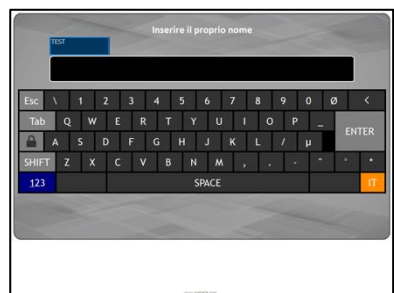 Inserire il proprio nome
TEST
Esc \ 1 2 3 4 5 6 7 8 9 0 Ø <
Tab Q W E R T Y U I O P _ ENTER
A S D F G H J K L / µ
SHIFT Z X C V B N M , . - " ^ *
123 SPACE IT